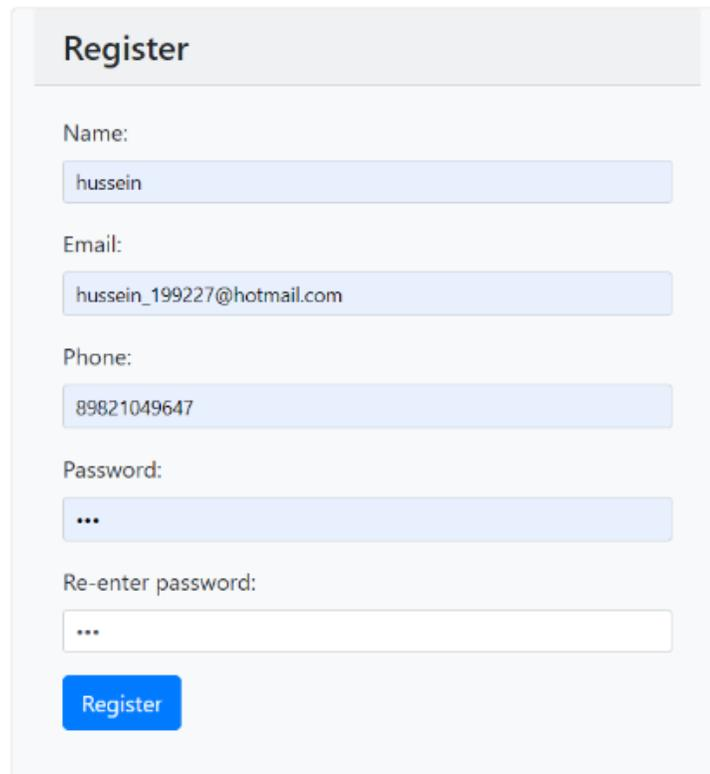 Register
Name:
hussein
Email:
hussein_199227@hotmail.com
Phone:
89821049647
Password:
•••
Re-enter password:
•••
Register